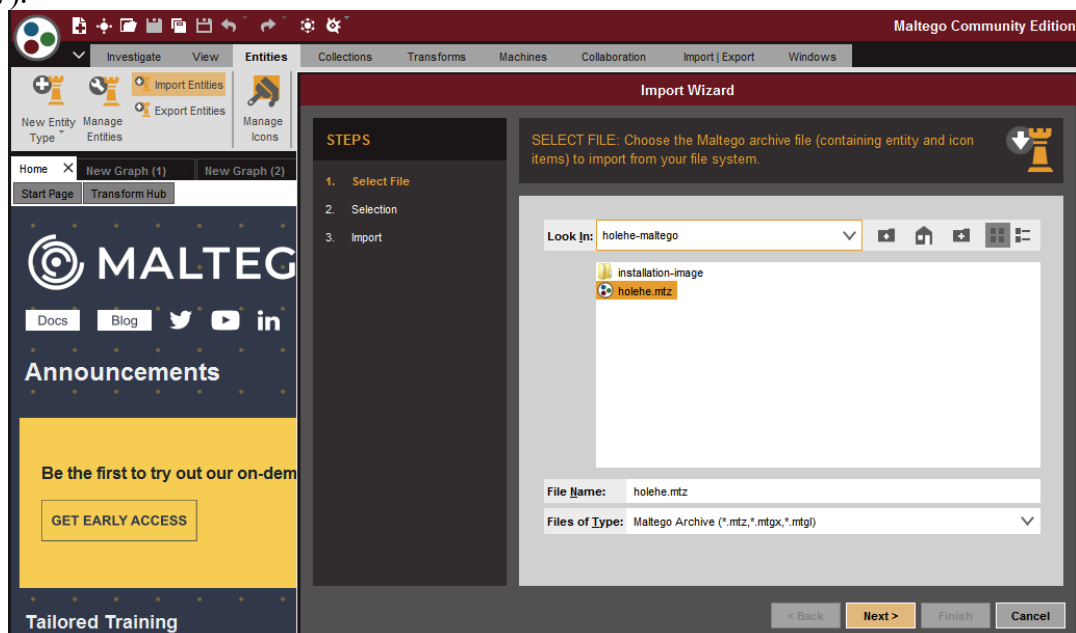 Maltego Community Edition
Investigate View Entities Collections Transforms Machines Collaboration Import | Export Windows
New Entity Type
Manage Entities
Import Entities
Export Entities
Manage Icons
Home X New Graph (1) New Graph (2)
Start Page Transform Hub
MALTEG
Docs Blog in
Announcements
Be the first to try out our on-dem
GET EARLY ACCESS
Tailored Training
Import Wizard
STEPS
1. Select File
2. Selection
3. Import
SELECT FILE: Choose the Maltego archive file (containing entity and icon
items) to import from your file system.
Look In: holehe-maltego
installation-image
holehe.mtz
File Name: holehe.mtz
Files of Type: Maltego Archive (*.mtz,*.mtgx,*.mtgl)
< Back Next > Finish Cancel